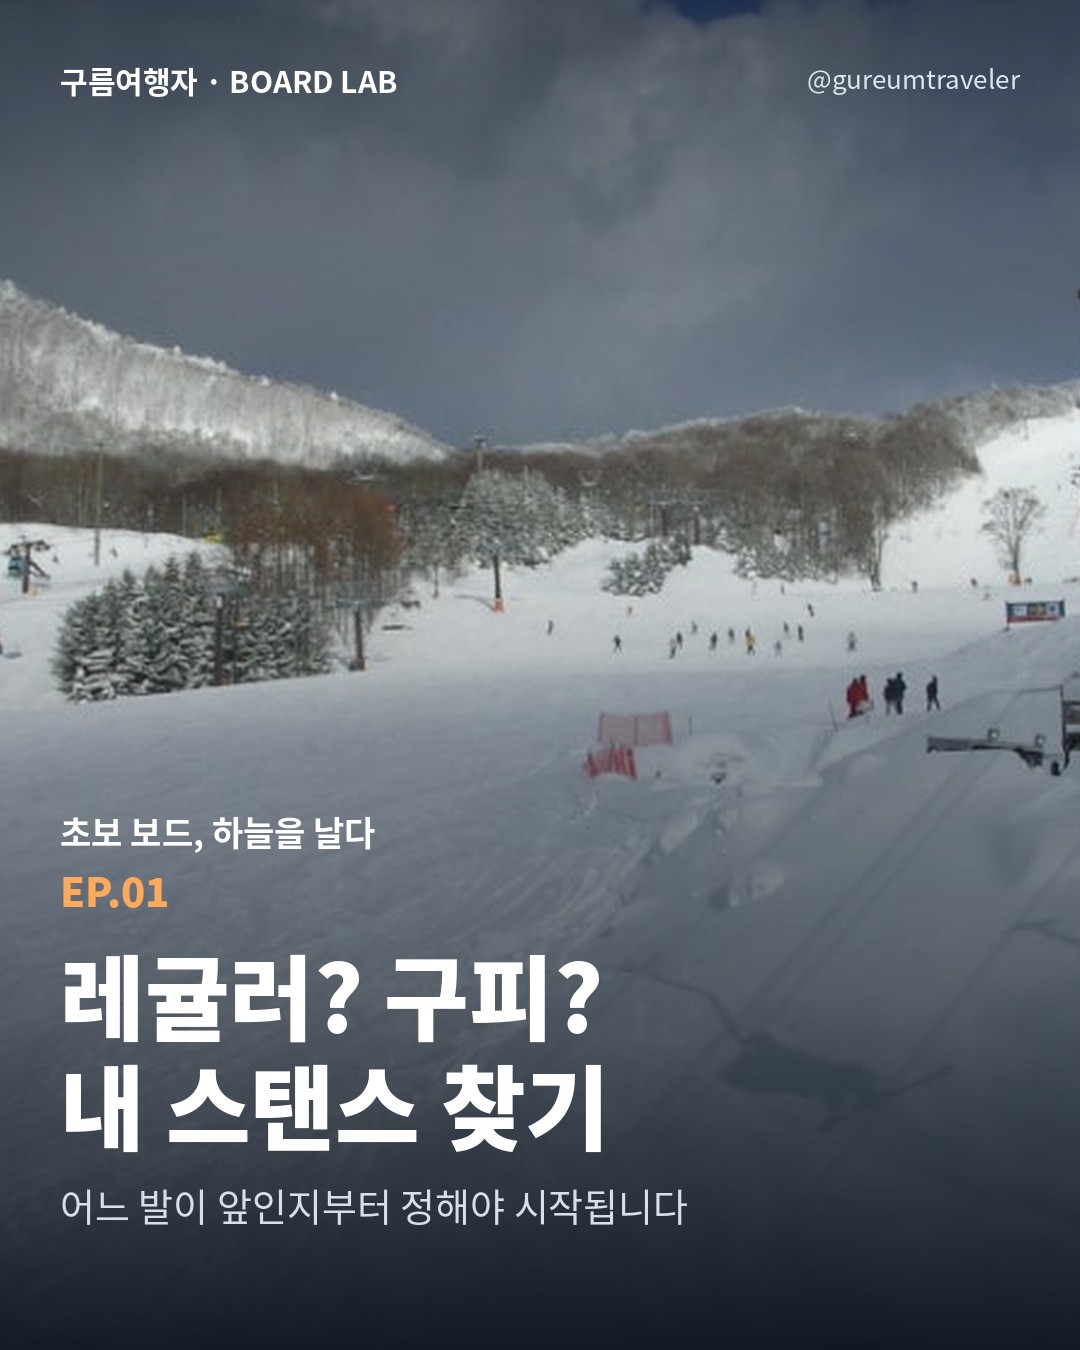 구름여행자 · BOARD LAB
@gureumtraveler
초보 보드, 하늘을 날다
EP.01
레귤러? 구피?
내 스탠스 찾기
어느 발이 앞인지부터 정해야 시작됩니다